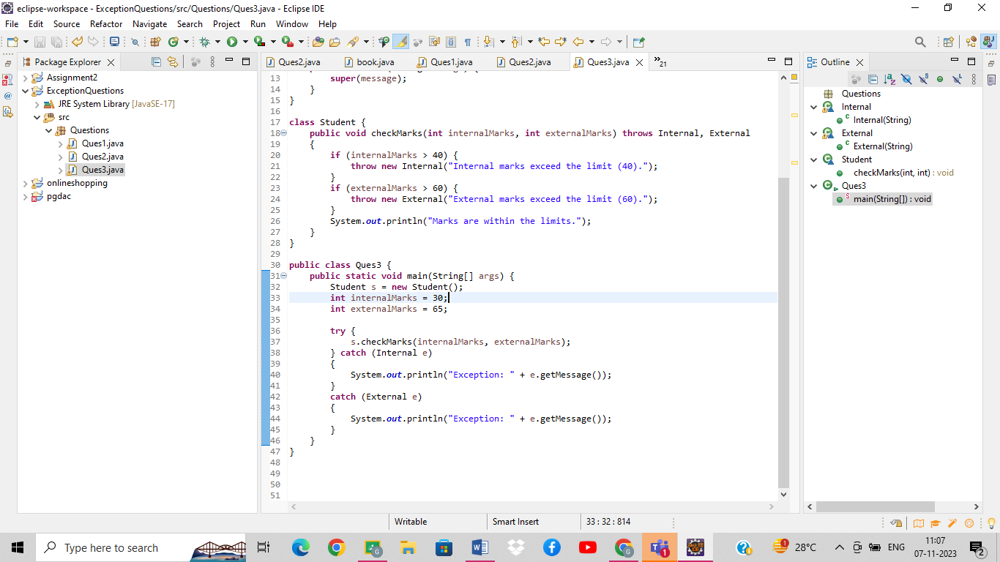 eclipse-workspace - ExceptionQuestions/src/Questions/Ques3.java - Eclipse IDE
File Edit Source Refactor Navigate Search Project Run Window Help
Package Explorer
Assignment2
ExceptionQuestions
JRE System Library [JavaSE-17]
src
Questions
Ques1.java
Ques2.java
Ques3.java
onlineshopping
pgdac
Ques2.java book.java Ques1.java Ques2.java Ques3.java 21
13 super(message);
14 }
15 }
16
17 class Student {
18 public void checkMarks(int internalMarks, int externalMarks) throws Internal, External
19 {
20 if (internalMarks > 40) {
21 throw new Internal("Internal marks exceed the limit (40).");
22 }
23 if (externalMarks > 60) {
24 throw new External("External marks exceed the limit (60).");
25 }
26 System.out.println("Marks are within the limits.");
27 }
28 }
29
30 public class Ques3 {
31 public static void main(String[] args) {
32 Student s = new Student();
33 int internalMarks = 30;
34 int externalMarks = 65;
35
36 try {
37 s.checkMarks(internalMarks, externalMarks);
38 } catch (Internal e)
39 {
40 System.out.println("Exception: " + e.getMessage());
41 }
42 catch (External e)
43 {
44 System.out.println("Exception: " + e.getMessage());
45 }
46 }
47 }
48
49
50
51
Outline
Questions
Internal
Internal(String)
External
External(String)
Student
checkMarks(int, int) : void
Ques3
main(String[]) : void
Writable Smart Insert 33 : 32 : 814
Type here to search
28°C ENG 11:07
07-11-2023
2